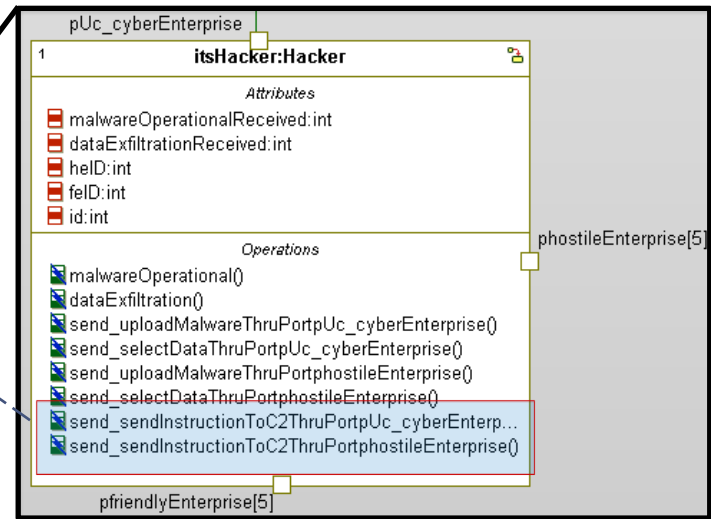 pUc_cyberEnterprise
1
itsHacker:Hacker
Attributes
malwareOperationalReceived:int
dataExfiltrationReceived:int
heID:int
feID:int
id:int
phostileEnterprise[5]
Operations
malwareOperational()
dataExfiltration()
send_uploadMalwareThruPortpUc_cyberEnterprise()
send_selectDataThruPortpUc_cyberEnterprise()
send_uploadMalwareThruPortphostileEnterprise()
send_selectDataThruPortphostileEnterprise()
send_sendInstructionToC2ThruPortpUc_cyberEnterp...
send_sendInstructionToC2ThruPortphostileEnterprise()
pfriendlyEnterprise[5]